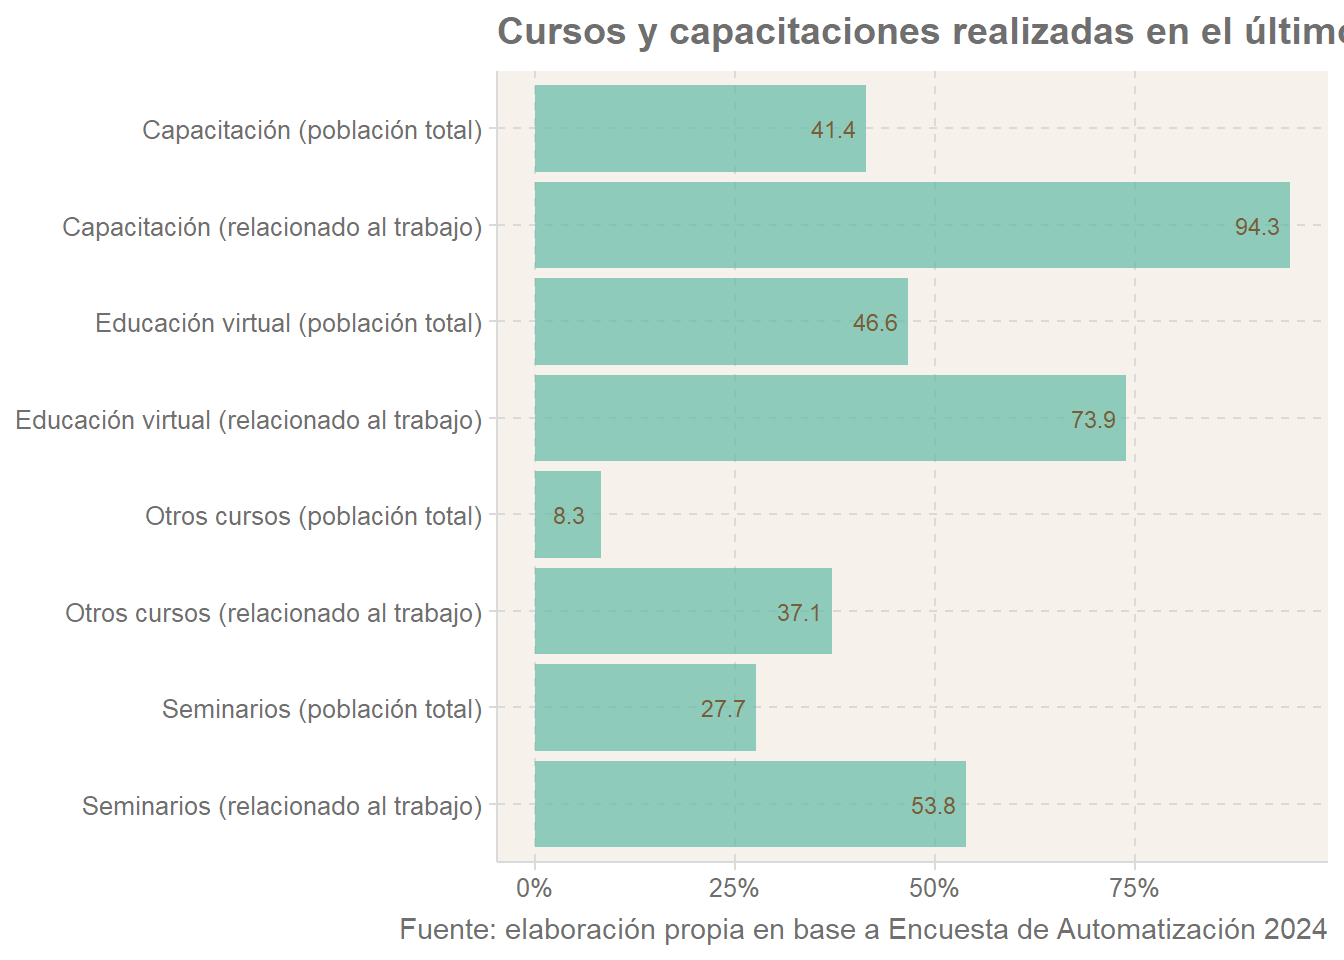 Cursos y capacitaciones realizadas en el último
Capacitación (población total)
41.4
Capacitación (relacionado al trabajo)
94.3
Educación virtual (población total)
46.6
Educación virtual (relacionado al trabajo)
73.9
Otros cursos (población total)
8.3
Otros cursos (relacionado al trabajo)
37.1
Seminarios (población total)
27.7
Seminarios (relacionado al trabajo)
53.8
0% 25% 50% 75%
Fuente: elaboración propia en base a Encuesta de Automatización 2024